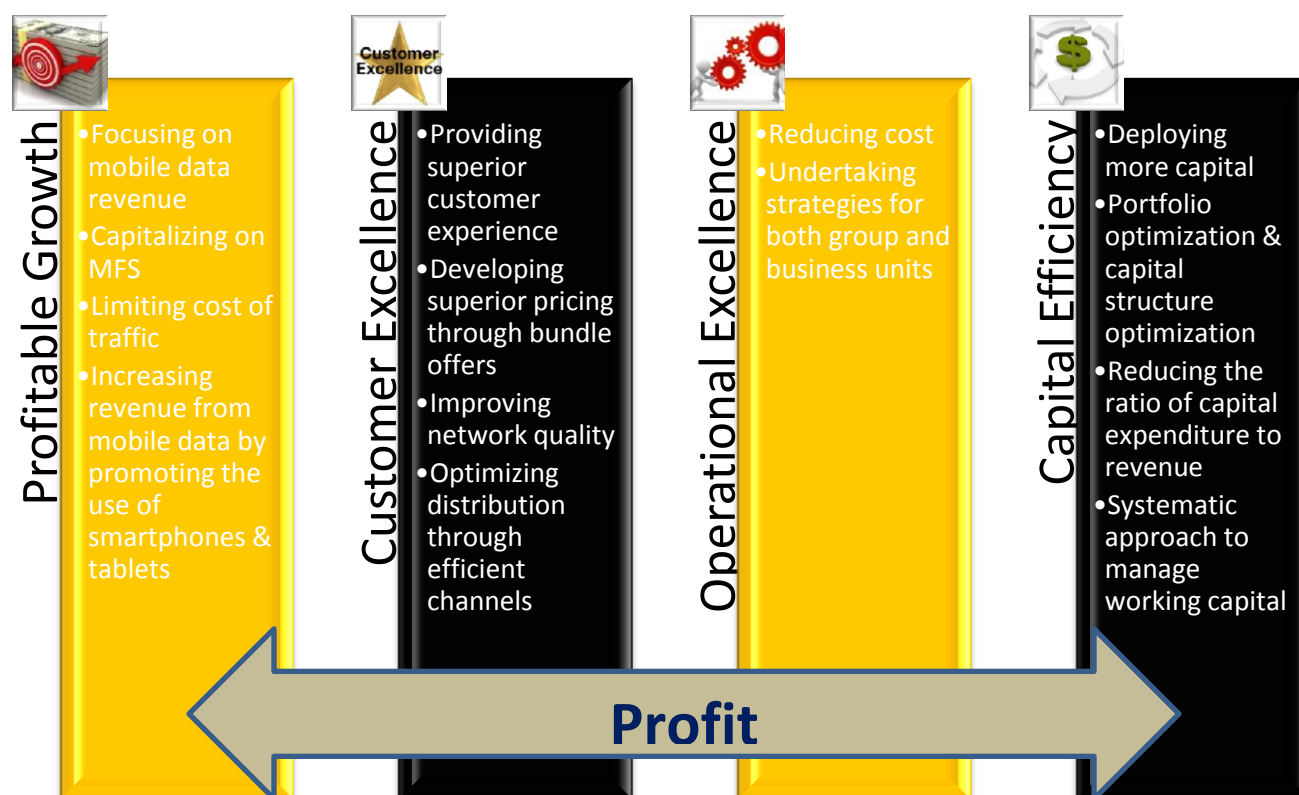 Profitable Growth
•Focusing on
mobile data
revenue
•Capitalizing on
MFS
•Limiting cost of
traffic
•Increasing
revenue from
mobile data by
promoting the
use of
smartphones &
tablets
Customer
Excellence
Customer Excellence
•Providing
superior
customer
experience
•Developing
superior pricing
through bundle
offers
•Improving
network quality
•Optimizing
distribution
through
efficient
channels
Operational Excellence
•Reducing cost
•Undertaking
strategies for
both group and
business units
$
Capital Efficiency
•Deploying
more capital
•Portfolio
optimization &
capital
structure
optimization
•Reducing the
ratio of capital
expenditure to
revenue
•Systematic
approach to
manage
working capital
Profit